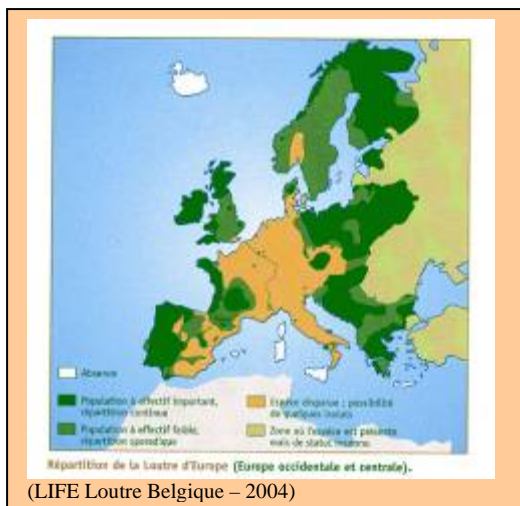 Absence
Population à effectif important,
répartition continue
Population à effectif faible,
répartition sporadique
Espèce disparue : possibilité
de quelques isolats
Zone où l'espèce est présente
mais de statut inconnu
Répartition de la Loutre d'Europe (Europe occidentale et centrale).
(LIFE Loutre Belgique – 2004)